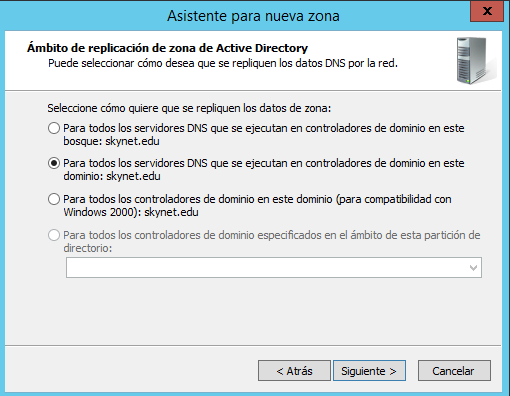 Asistente para nueva zona
x
Ámbito de replicación de zona de Active Directory
Puede seleccionar cómo desea que se repliquen los datos DNS por la red.
Seleccione cómo quiere que se repliquen los datos de zona:
Para todos los servidores DNS que se ejecutan en controladores de dominio en este
bosque: skynet.edu
Para todos los servidores DNS que se ejecutan en controladores de dominio en este
dominio: skynet.edu
Para todos los controladores de dominio en este dominio (para compatibilidad con
Windows 2000): skynet.edu
Para todos los controladores de dominio especificados en el ámbito de esta partición de
directorio:
< Atrás
Siguiente >
Cancelar